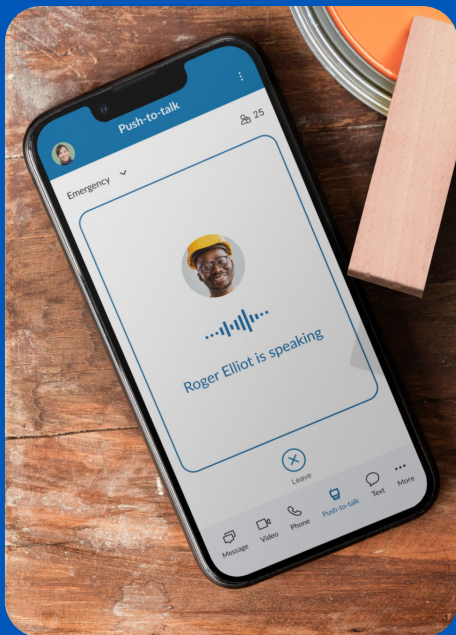 Push-to-talk
25
Emergency
Roger Elliot is speaking
Leave
Message
Video
Phone
Push-to-talk
Text
More